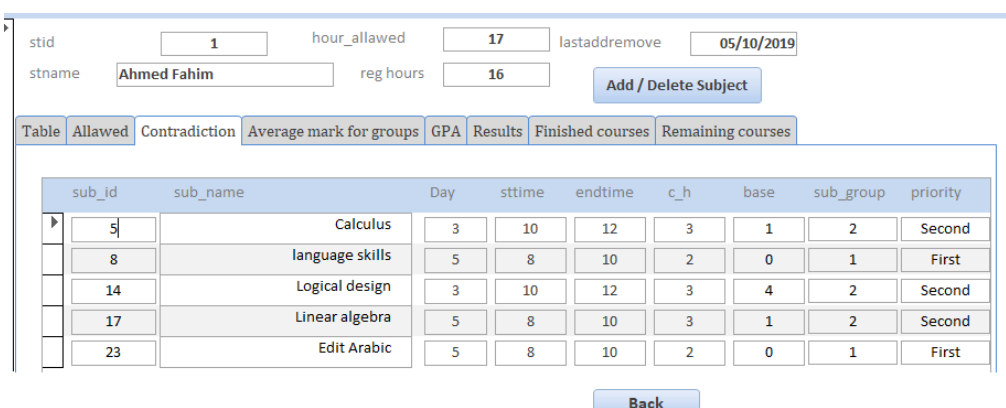 stid 1 hour_allawed 17 lastaddremove 05/10/2019
stname Ahmed Fahim reg hours 16 Add / Delete Subject
Table Allawed Contradiction Average mark for groups GPA Results Finished courses Remaining courses
sub_id sub_name Day sttime endtime c_h base sub_group priority
5 Calculus 3 10 12 3 1 2 Second
8 language skills 5 8 10 2 0 1 First
14 Logical design 3 10 12 3 4 2 Second
17 Linear algebra 5 8 10 3 1 2 Second
23 Edit Arabic 5 8 10 2 0 1 First
Back